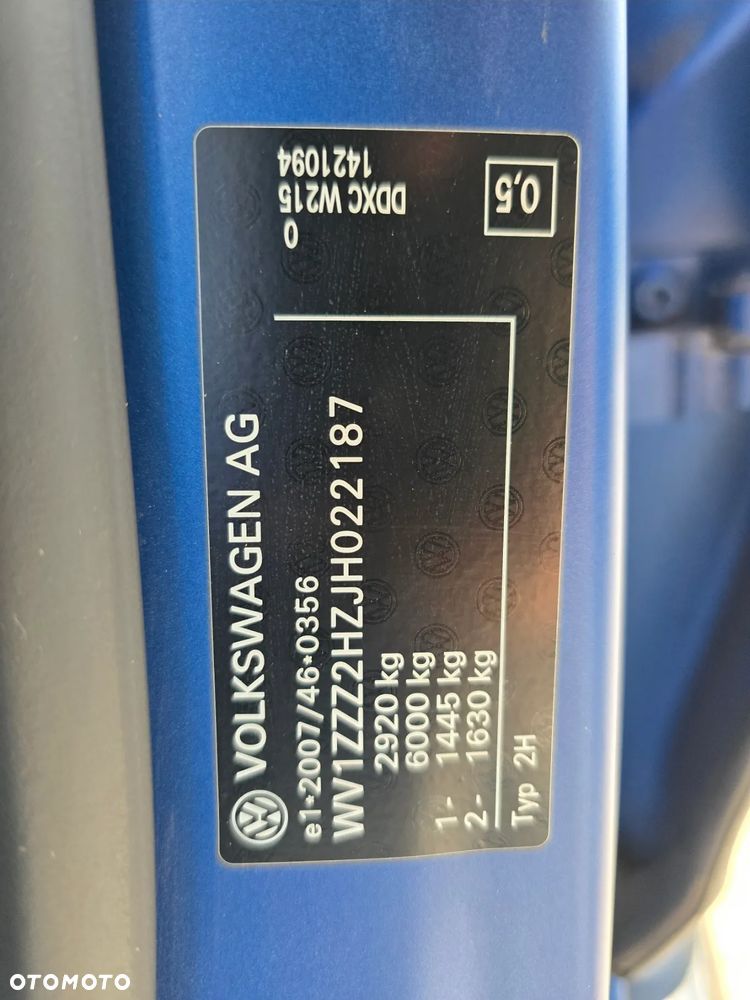 VOLKSWAGEN AG
e1*2007/46*0356
WV1ZZZ2HZJH022187
2920 kg
6000 kg
1- 1445 kg
2- 1630 kg
Typ 2H
0
DDXC W215
1421094
0,5
OTOMOTO